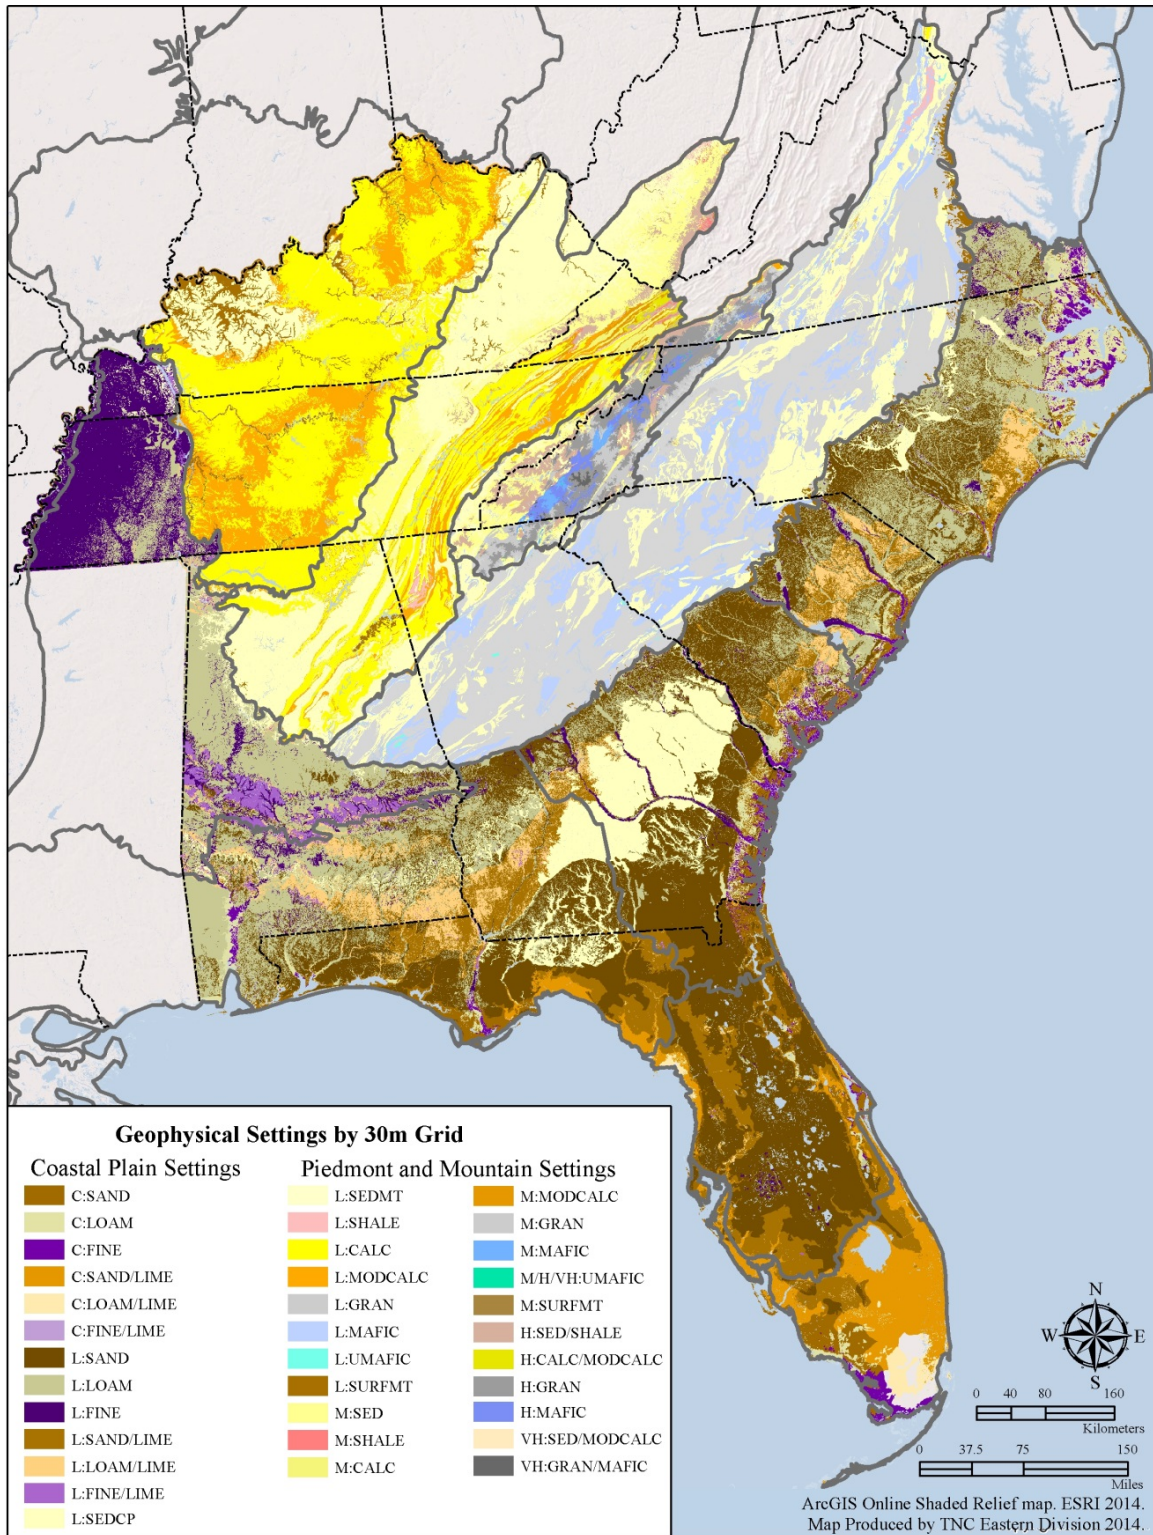 N
W E
S
0 40 80 160
Kilometers
0 37.5 75 150
Miles
ArcGIS Online Shaded Relief map. ESRI 2014.
Map Produced by TNC Eastern Division 2014.
Geophysical Settings by 30m Grid
Coastal Plain Settings
C:SAND
C:LOAM
C:FINE
C:SAND/LIME
C:LOAM/LIME
C:FINE/LIME
L:SAND
L:LOAM
L:FINE
L:SAND/LIME
L:LOAM/LIME
L:FINE/LIME
L:SEDCP
Piedmont and Mountain Settings
L:SEDMT
L:SHALE
L:CALC
L:MODCALC
L:GRAN
L:MAFIC
L:UMAFIC
L:SURFMT
M:SED
M:SHALE
M:CALC
M:MODCALC
M:GRAN
M:MAFIC
M/H/VH:UMAFIC
M:SURFMT
H:SED/SHALE
H:CALC/MODCALC
H:GRAN
H:MAFIC
VH:SED/MODCALC
VH:GRAN/MAFIC